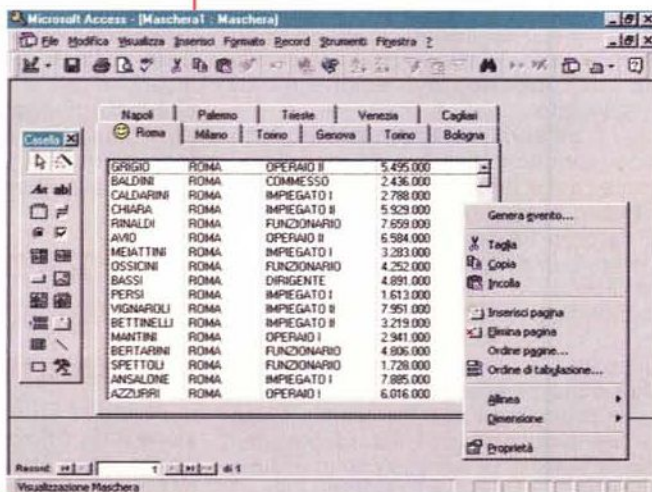 Microsoft Access - [Maschera1 : Maschera]
File Modifica Visualizza Inserisci Formato Record Strumenti Finestra ?
Napoli Palermo Trieste Venezia Cagliari
Roma Milano Torino Genova Torino Bologna
Casella
Aa ab|
GRIGIO ROMA OPERAIO II 5.495.000
BALDINI ROMA COMMESSO 2.436.000
CALDARINI ROMA IMPIEGATO I 2.788.000
CHIARA ROMA IMPIEGATO II 5.929.000
RINALDI ROMA FUNZIONARIO 7.659.000
AVIO ROMA OPERAIO II 6.584.000
MEIATTINI ROMA IMPIEGATO I 3.283.000
OSSICINI ROMA FUNZIONARIO 4.252.000
BASSI ROMA DIRIGENTE 4.891.000
PERSI ROMA IMPIEGATO I 1.613.000
VIGNAROLI ROMA IMPIEGATO II 7.951.000
BETTINELLI ROMA IMPIEGATO II 3.219.000
MANTINI ROMA OPERAIO I 2.941.000
BERTARINI ROMA FUNZIONARIO 4.806.000
SPETTOLI ROMA FUNZIONARIO 1.728.000
ANSALONE ROMA IMPIEGATO I 7.885.000
AZZURRI ROMA OPERAIO I 6.016.000
Genera evento...
Taglia
Copia
Incolla
Inserisci pagina
Elimina pagina
Ordine pagine...
Ordine di tabulazione...
Allinea
Dimensione
Proprietà
Record: 1 di 1
Visualizzazione Maschera